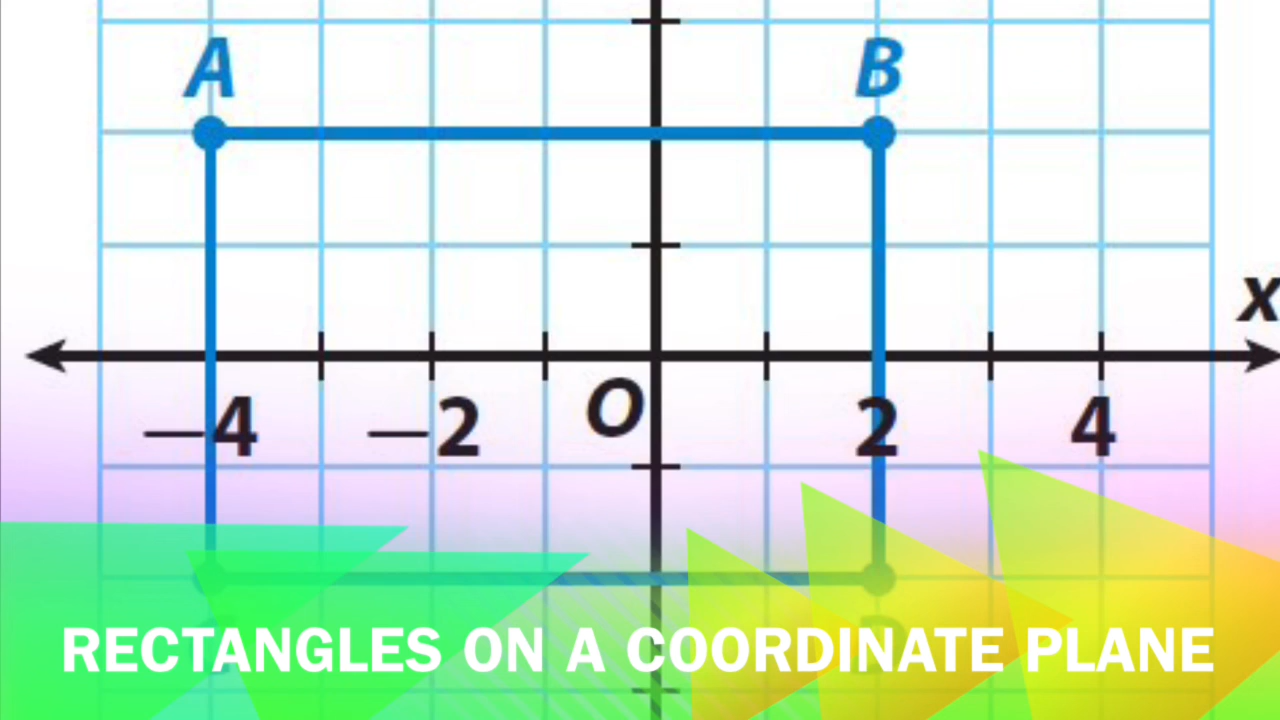 A B
x
–4 –2 O 2 4
RECTANGLES ON A COORDINATE PLANE